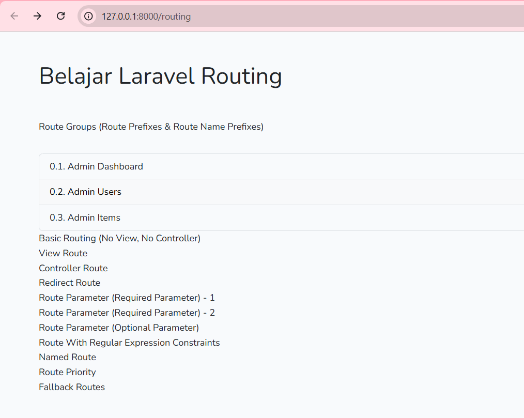 127.0.0.1:8000/routing
Belajar Laravel Routing
Route Groups (Route Prefixes & Route Name Prefixes)
0.1. Admin Dashboard
0.2. Admin Users
0.3. Admin Items
Basic Routing (No View, No Controller)
View Route
Controller Route
Redirect Route
Route Parameter (Required Parameter) - 1
Route Parameter (Required Parameter) - 2
Route Parameter (Optional Parameter)
Route With Regular Expression Constraints
Named Route
Route Priority
Fallback Routes